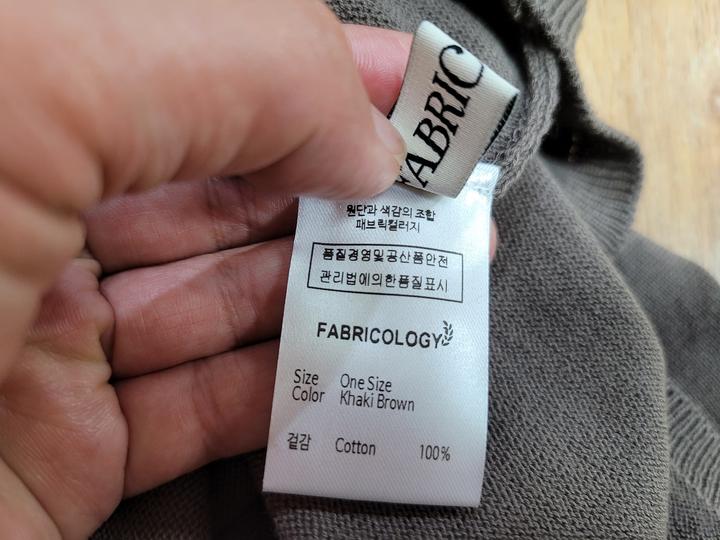 FABRIC
원단과 색감의 조합
패브릭컬러지
품질경영및공산품안전
관리법에의한품질표시
FABRICOLOGY
Size One Size
Color Khaki Brown
겉감 Cotton 100%